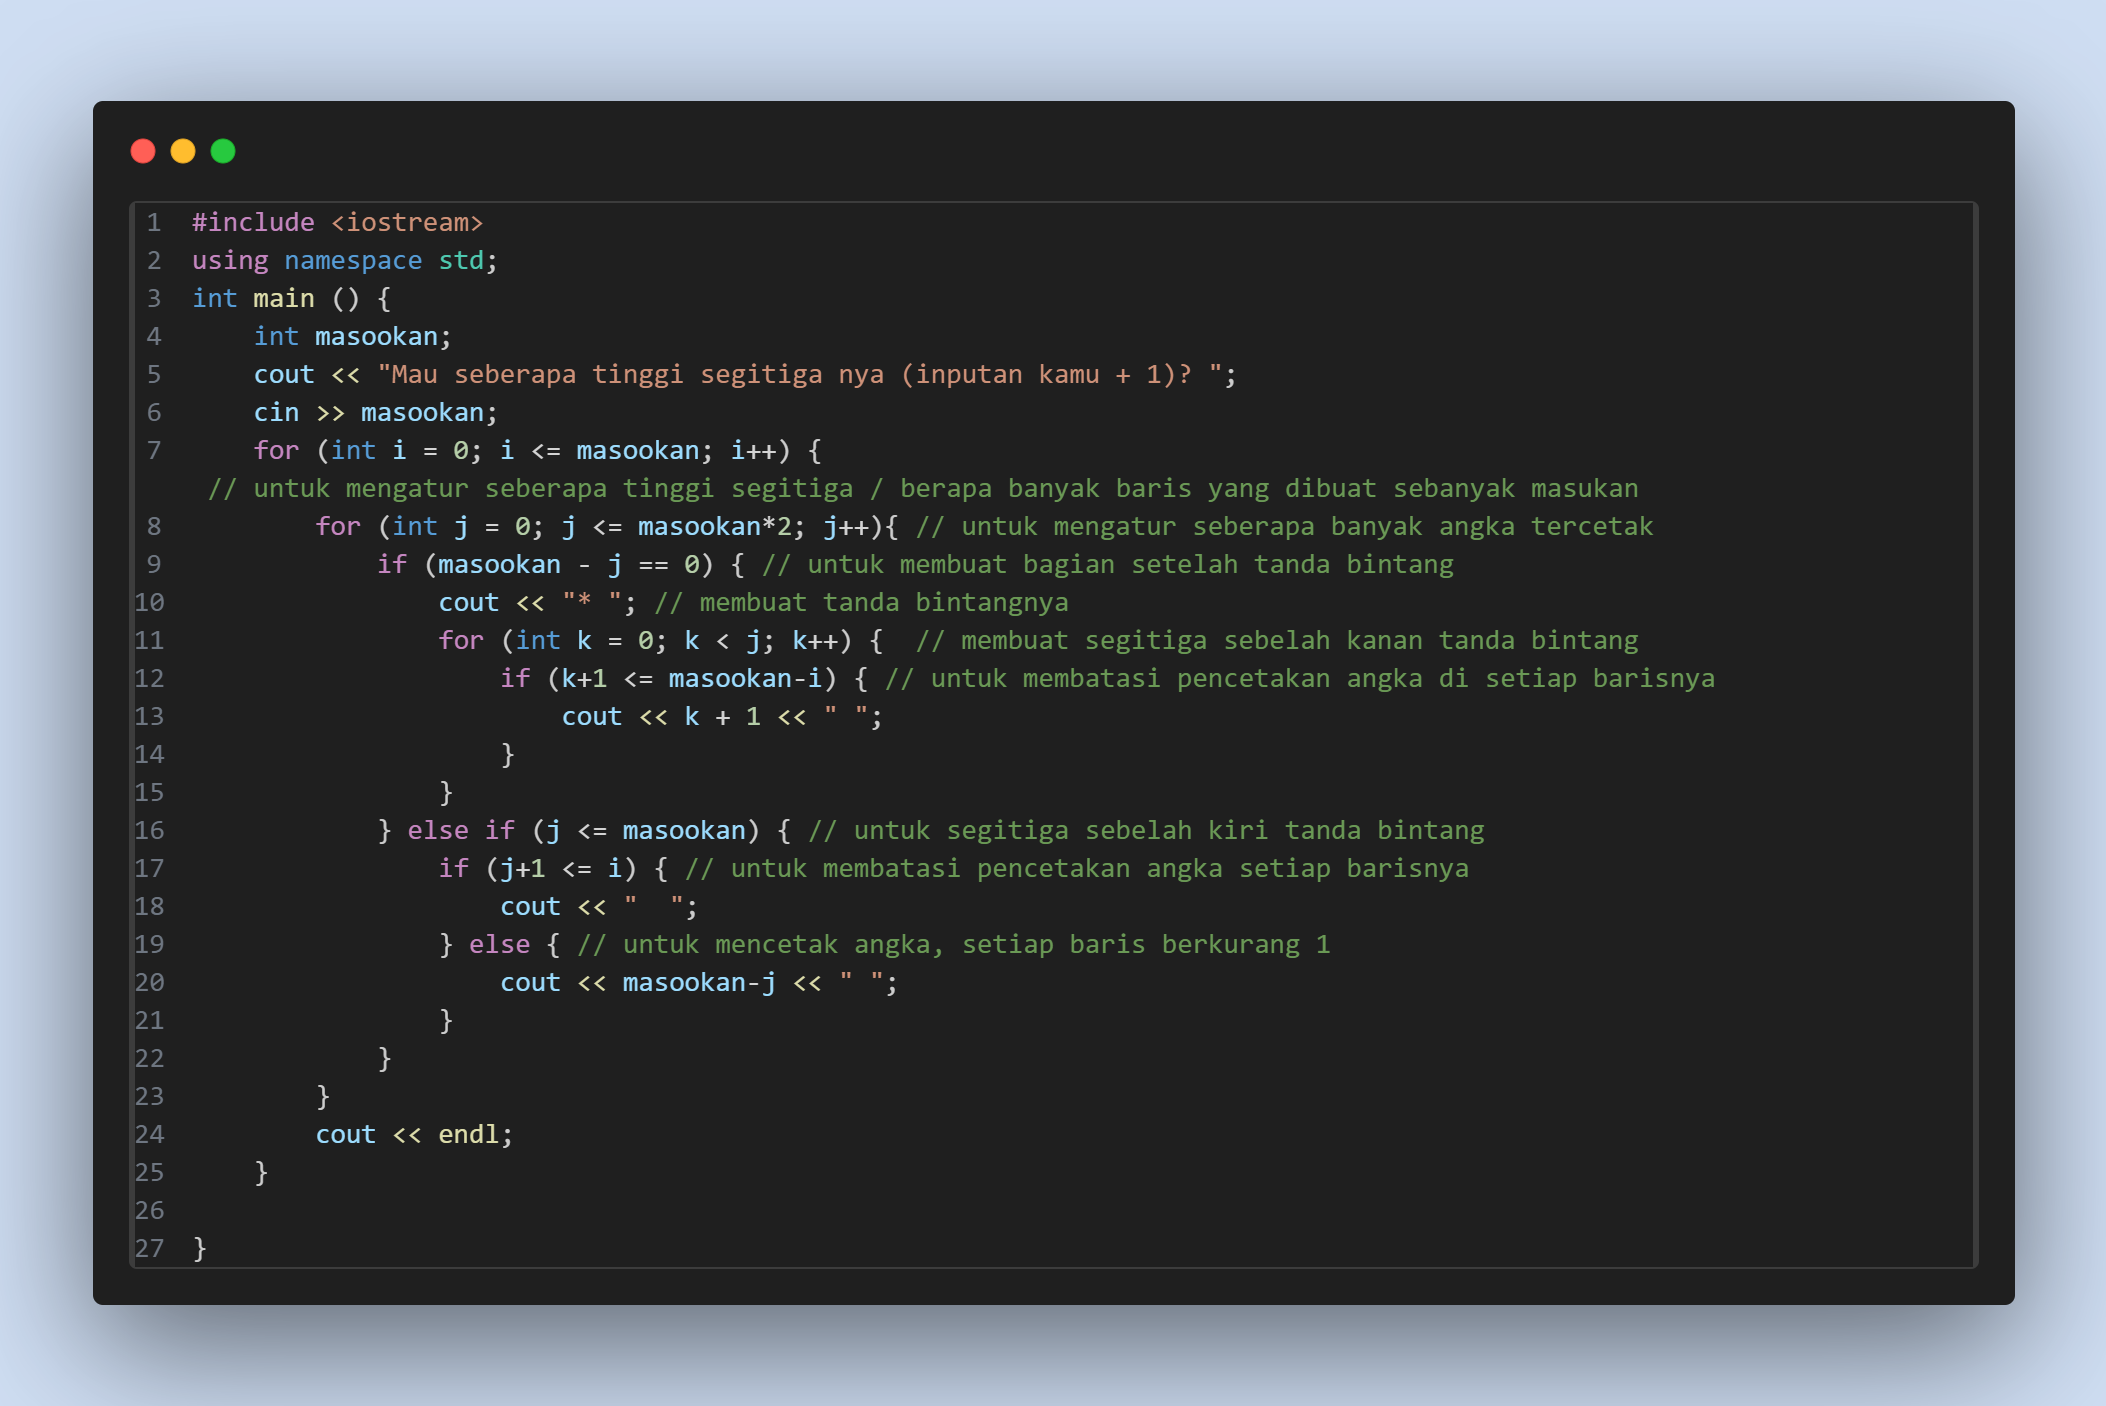 1 #include <iostream>
2 using namespace std;
3 int main () {
4     int masookan;
5     cout << "Mau seberapa tinggi segitiga nya (inputan kamu + 1)? ";
6     cin >> masookan;
7     for (int i = 0; i <= masookan; i++) {
 // untuk mengatur seberapa tinggi segitiga / berapa banyak baris yang dibuat sebanyak masukan
8         for (int j = 0; j <= masookan*2; j++){ // untuk mengatur seberapa banyak angka tercetak
9             if (masookan - j == 0) { // untuk membuat bagian setelah tanda bintang
10                 cout << "* "; // membuat tanda bintangnya
11                 for (int k = 0; k < j; k++) {  // membuat segitiga sebelah kanan tanda bintang
12                     if (k+1 <= masookan-i) { // untuk membatasi pencetakan angka di setiap barisnya
13                         cout << k + 1 << " ";
14                     }
15                 }
16             } else if (j <= masookan) { // untuk segitiga sebelah kiri tanda bintang
17                 if (j+1 <= i) { // untuk membatasi pencetakan angka setiap barisnya
18                     cout << "  ";
19                 } else { // untuk mencetak angka, setiap baris berkurang 1
20                     cout << masookan-j << " ";
21                 }
22             }
23         }
24         cout << endl;
25     }
26
27 }